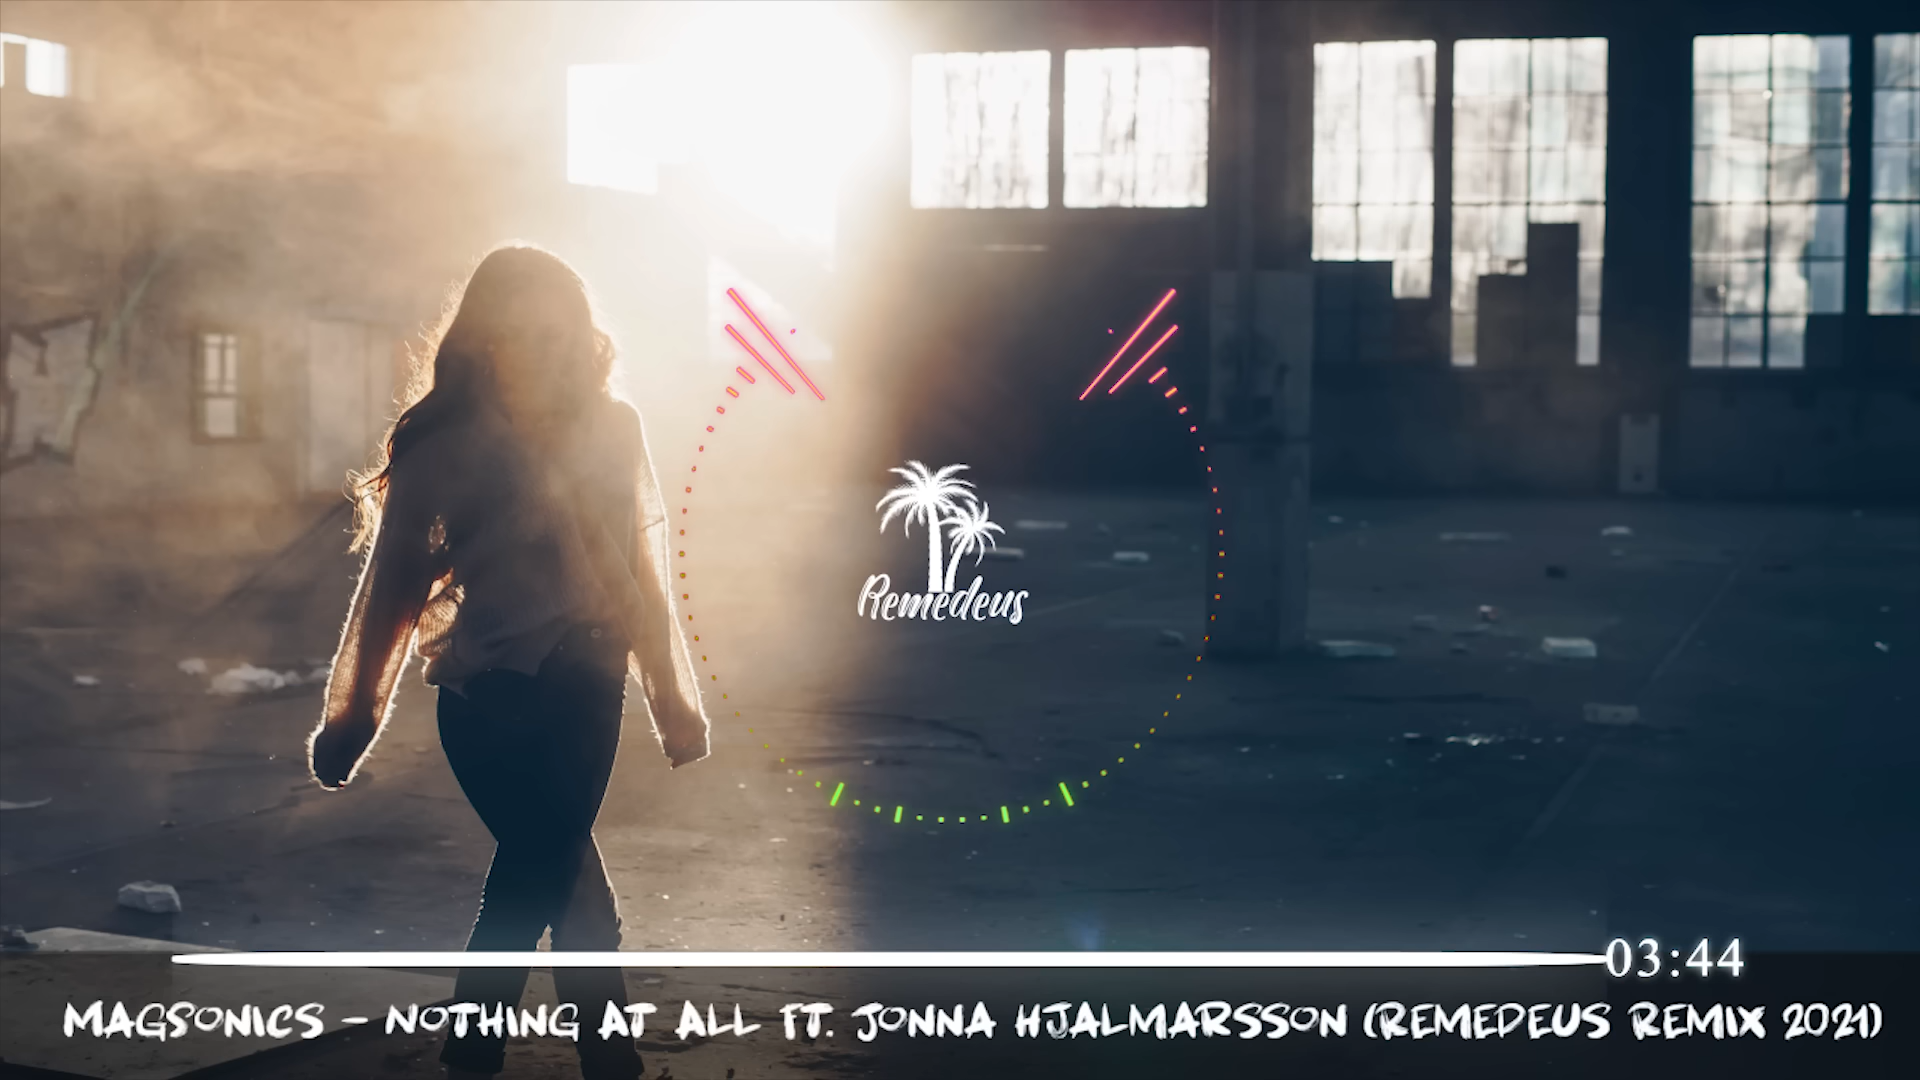 Remedeus
03:44
MAGSONICS - NOTHING AT ALL FT. JONNA HJALMARSSON (REMEDEUS REMIX 2021)